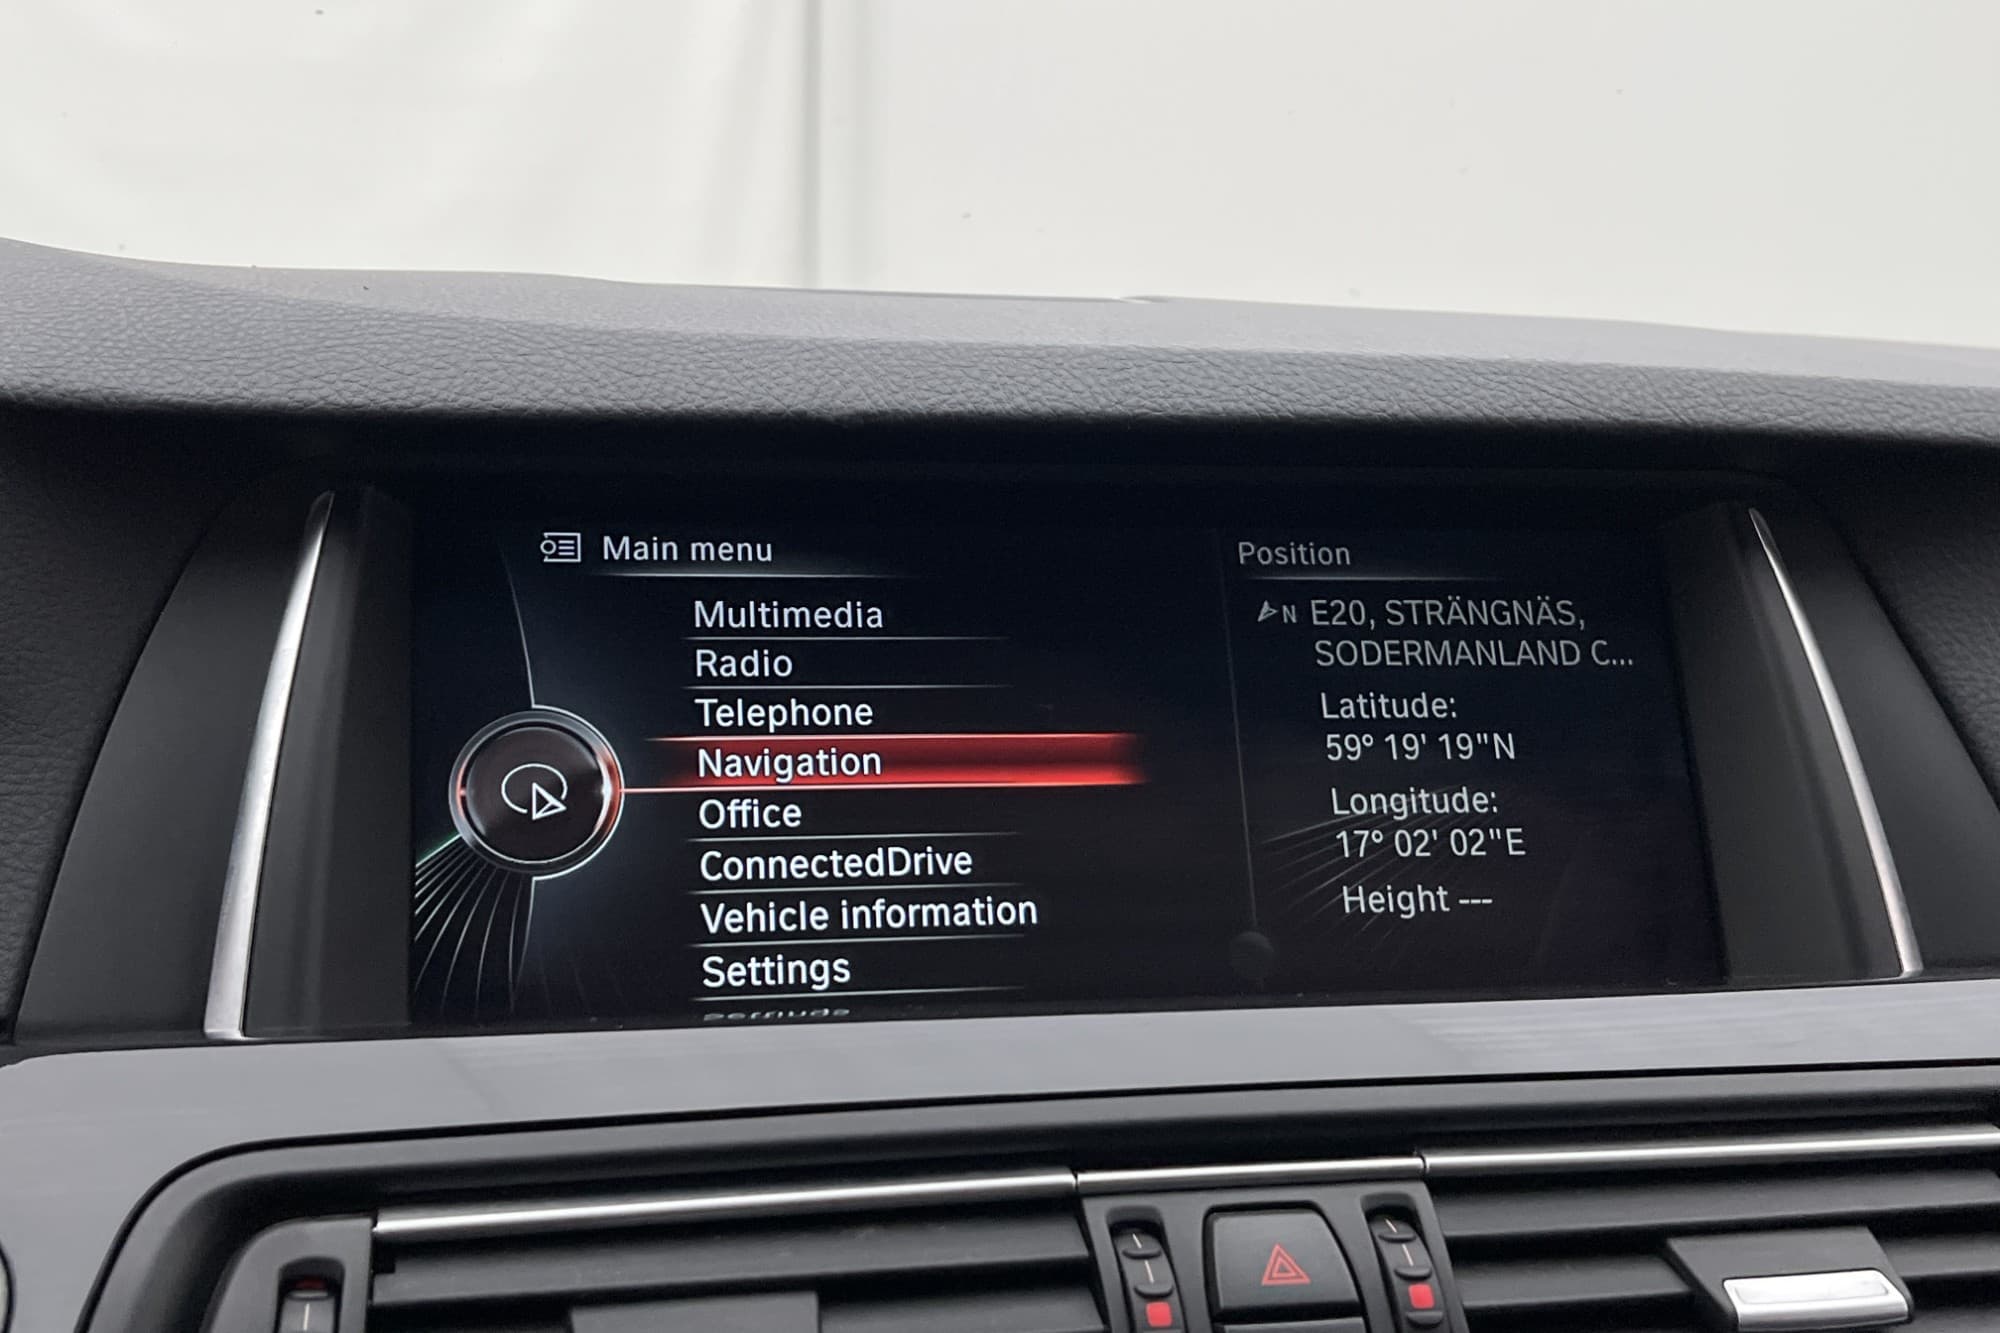 Main menu
Multimedia
Radio
Telephone
Navigation
Office
ConnectedDrive
Vehicle information
Settings
Position
N E20, STRÄNGNÄS,
SODERMANLAND C...
Latitude:
59° 19' 19"N
Longitude:
17° 02' 02"E
Height ---